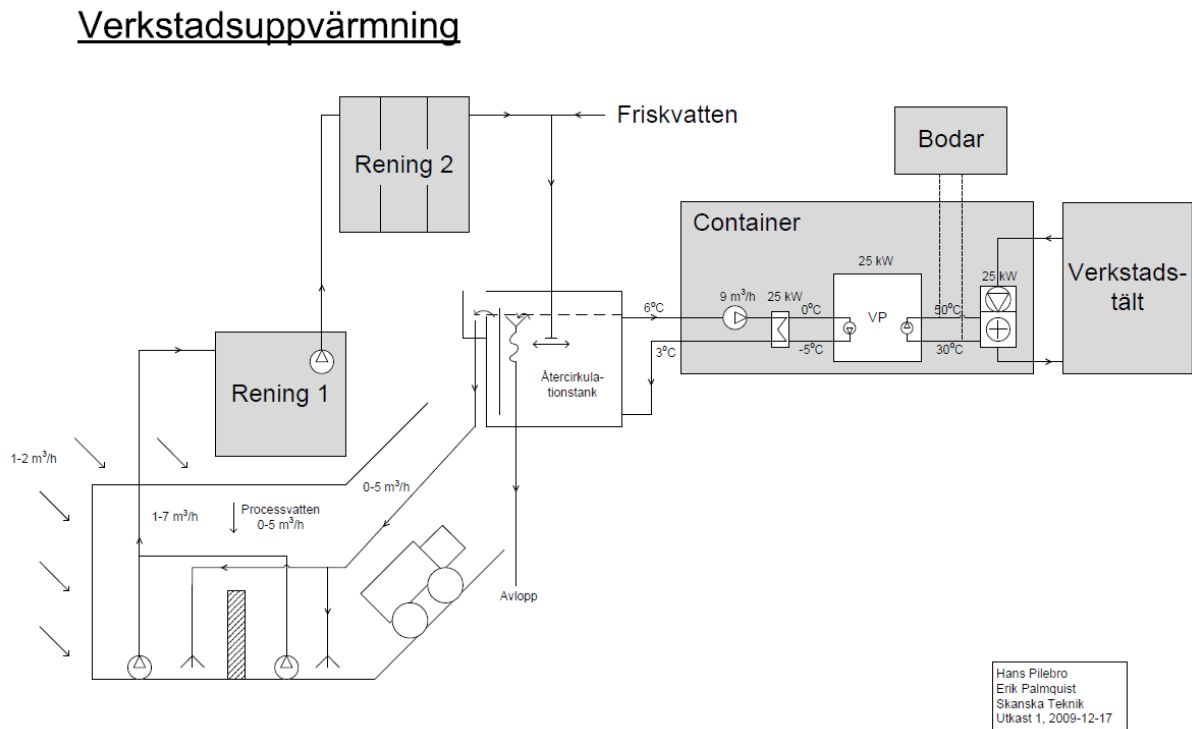 Verkstadsuppvärmning
Friskvatten
Rening 2
Bodar
Container
25 kW
25 kW
Verkstads-
tält
9 m³/h
25 kW
6°C
0°C
VP
50°C
3°C
-5°C
30°C
Återcirkula-
tionstank
Rening 1
1-2 m³/h
0-5 m³/h
1-7 m³/h
Processvatten
0-5 m³/h
Avlopp
Hans Pilebro
Erik Palmquist
Skanska Teknik
Utkast 1, 2009-12-17